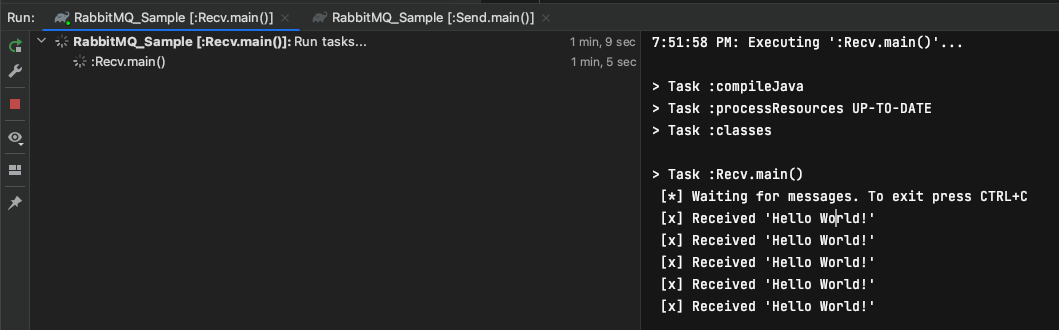 Run: RabbitMQ_Sample [:Recv.main()] × RabbitMQ_Sample [:Send.main()] ×
RabbitMQ_Sample [:Recv.main()]: Run tasks... 1 min, 9 sec
:Recv.main() 1 min, 5 sec
7:51:58 PM: Executing ':Recv.main()'...
> Task :compileJava
> Task :processResources UP-TO-DATE
> Task :classes
> Task :Recv.main()
[*] Waiting for messages. To exit press CTRL+C
[x] Received 'Hello World!'
[x] Received 'Hello World!'
[x] Received 'Hello World!'
[x] Received 'Hello World!'
[x] Received 'Hello World!'